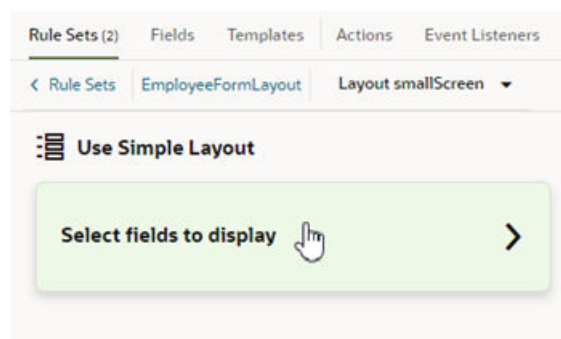 Rule Sets (2) Fields Templates Actions Event Listeners
Rule Sets EmployeeFormLayout Layout smallScreen
Use Simple Layout
Select fields to display